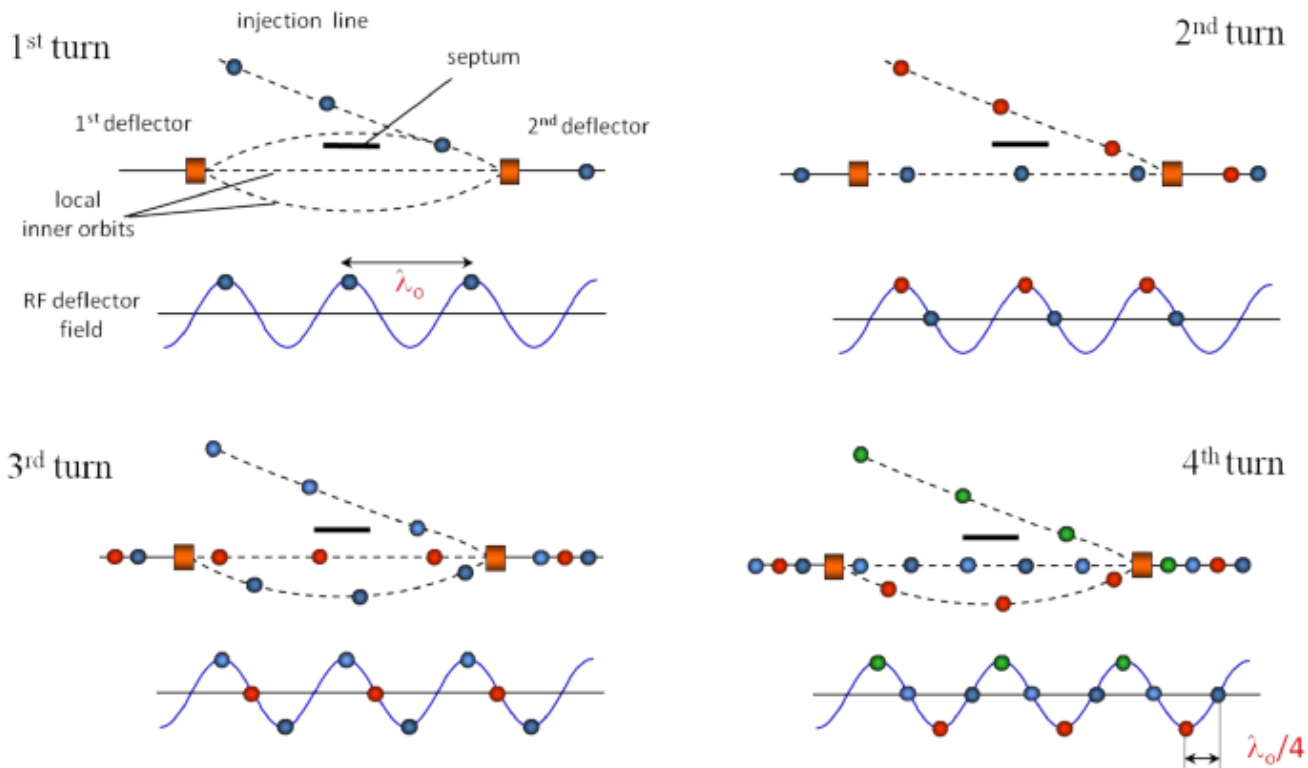 injection line
1st turn
septum
1st deflector
2nd deflector
local
inner orbits
λo
RF deflector
field
2nd turn
3rd turn
4th turn
λo/4